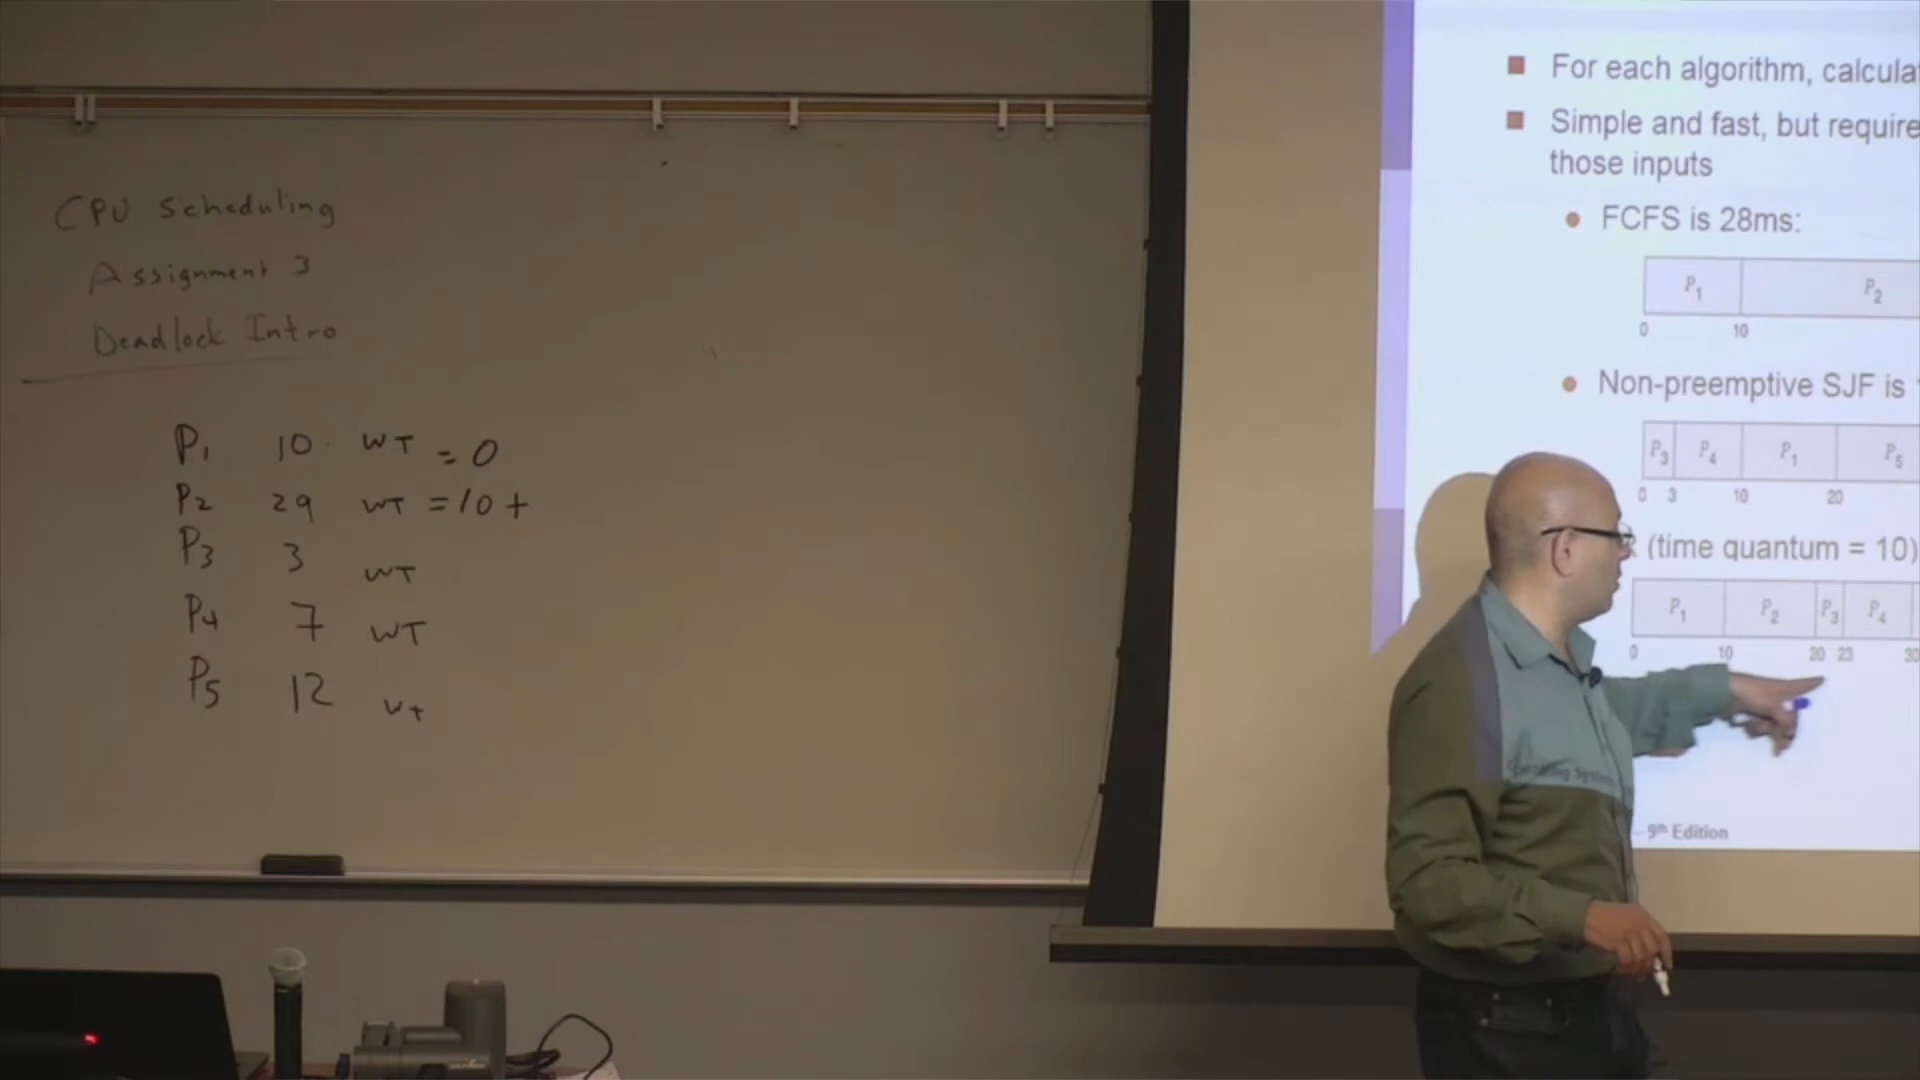 CPU Scheduling
Assignment 3
Deadlock Intro
P1 10 WT = 0
P2 29 WT = 10 +
P3 3 WT
P4 7 WT
P5 12 WT
For each algorithm,
Simple and fast, but
those inputs
FCFS is 28ms:
P1 P2
0 10
Non-preemptive SJF is
P3 P4 P1 P5
0 3 10 20
(time quantum = 10)
P1 P2 P3 P4
0 10 20 23 30
Operating
9th Edition